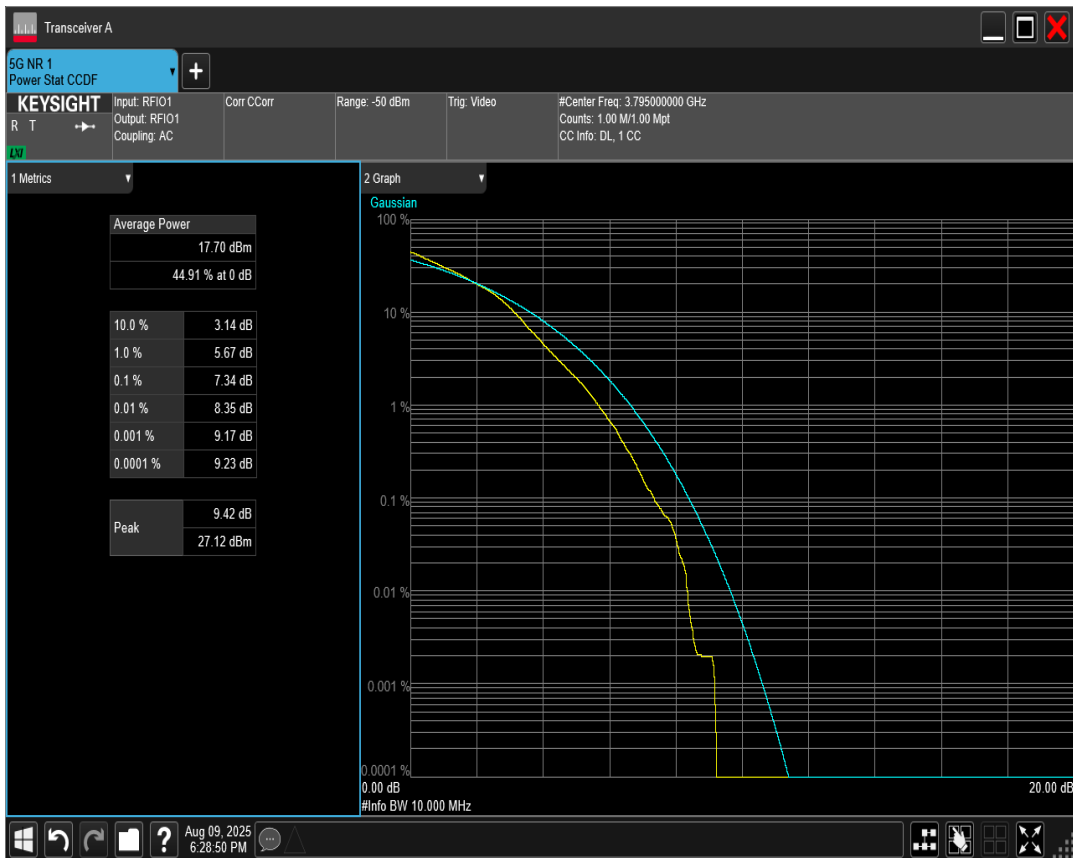 Transceiver A
5G NR 1
Power Stat CCDF
KEYSIGHT
R T
LXI
Input: RFIO1
Output: RFIO1
Coupling: AC
Corr CCorr
Range: -50 dBm
Trig: Video
#Center Freq: 3.795000000 GHz
Counts: 1.00 M/1.00 Mpt
CC Info: DL, 1 CC
1 Metrics
Average Power
17.70 dBm
44.91 % at 0 dB
10.0 % 3.14 dB
1.0 % 5.67 dB
0.1 % 7.34 dB
0.01 % 8.35 dB
0.001 % 9.17 dB
0.0001 % 9.23 dB
Peak
9.42 dB
27.12 dBm
2 Graph
Gaussian
100 %
10 %
1 %
0.1 %
0.01 %
0.001 %
0.0001 %
0.00 dB 20.00 dB
#Info BW 10.000 MHz
?
Aug 09, 2025
6:28:50 PM